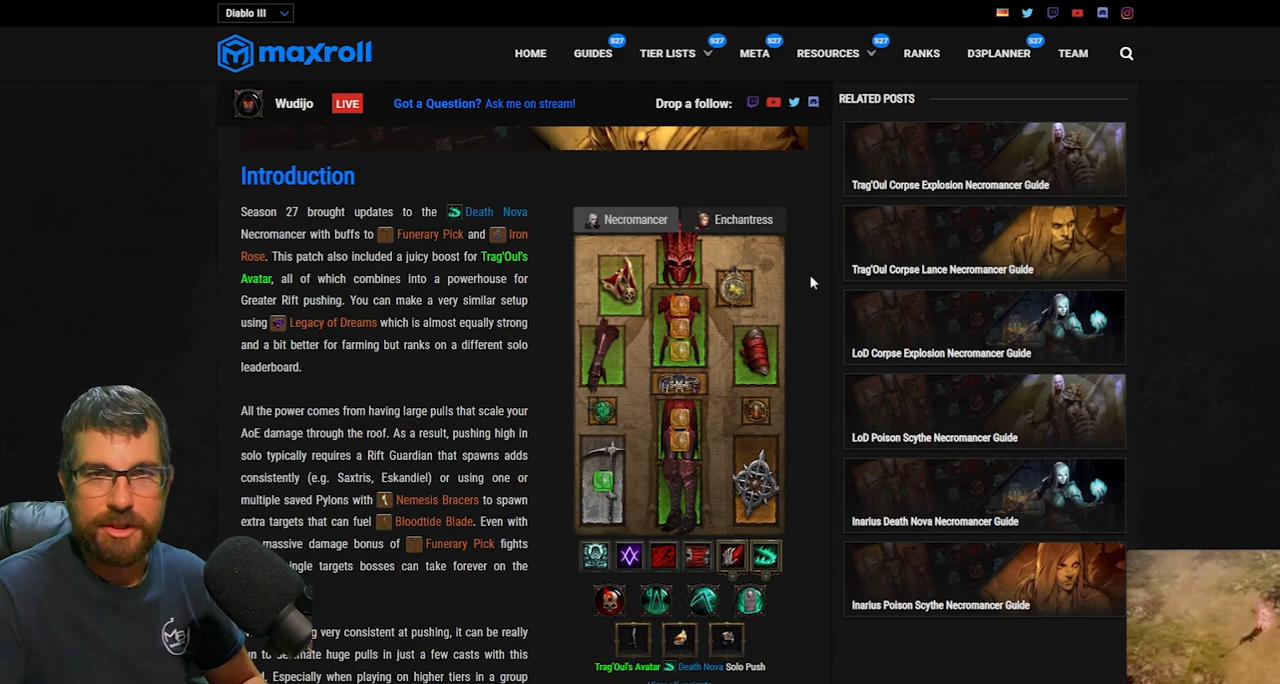 Diablo III
maxroll
HOME
GUIDES
S27
TIER LISTS
S27
META
S27
RESOURCES
S27
RANKS
D3PLANNER
S27
TEAM
Wudijo
LIVE
Got a Question? Ask me on stream!
Drop a follow:
Introduction
Season 27 brought updates to the Death Nova
Necromancer with buffs to Funerary Pick and Iron
Rose. This patch also included a juicy boost for Trag'Oul's
Avatar, all of which combines into a powerhouse for
Greater Rift pushing. You can make a very similar setup
using Legacy of Dreams which is almost equally strong
and a bit better for farming but ranks on a different solo
leaderboard.
All the power comes from having large pulls that scale your
AoE damage through the roof. As a result, pushing high in
solo typically requires a Rift Guardian that spawns adds
consistently (e.g. Saxtris, Eskandiel) or using one or
multiple saved Pylons with Nemesis Bracers to spawn
extra targets that can fuel Bloodtide Blade. Even with
massive damage bonus of Funerary Pick fights
targets bosses can take forever on the
very consistent at pushing, it can be really
huge pulls in just a few casts with this
Especially when playing on higher tiers in a group
Necromancer
Enchantress
Trag'Oul's Avatar Death Nova Solo Push
View all variants
RELATED POSTS
Trag'Oul Corpse Explosion Necromancer Guide
Trag'Oul Corpse Lance Necromancer Guide
LoD Corpse Explosion Necromancer Guide
LoD Poison Scythe Necromancer Guide
Inarius Death Nova Necromancer Guide
Inarius Poison Scythe Necromancer Guide